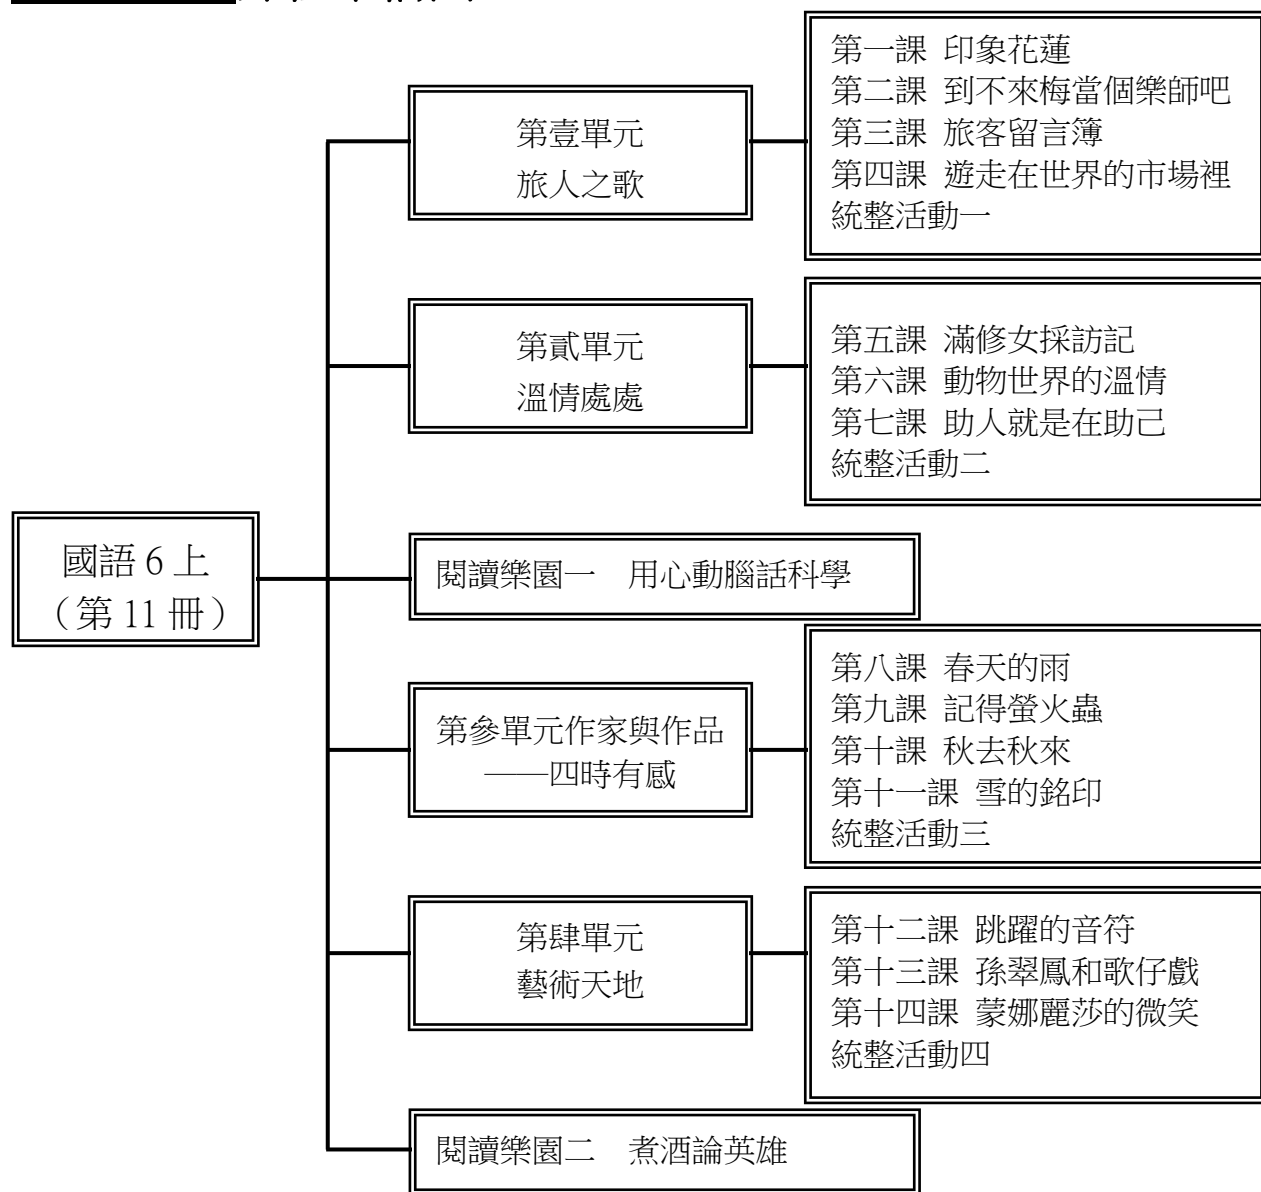 國語 6 上
（第 11 冊）
第壹單元
旅人之歌
第一課 印象花蓮
第二課 到不來梅當個樂師吧
第三課 旅客留言簿
第四課 遊走在世界的市場裡
統整活動一
第貳單元
溫情處處
第五課 滿修女採訪記
第六課 動物世界的溫情
第七課 助人就是在助己
統整活動二
閱讀樂園一　用心動腦話科學
第參單元作家與作品
——四時有感
第八課 春天的雨
第九課 記得螢火蟲
第十課 秋去秋來
第十一課 雪的銘印
統整活動三
第肆單元
藝術天地
第十二課 跳躍的音符
第十三課 孫翠鳳和歌仔戲
第十四課 蒙娜麗莎的微笑
統整活動四
閱讀樂園二　煮酒論英雄